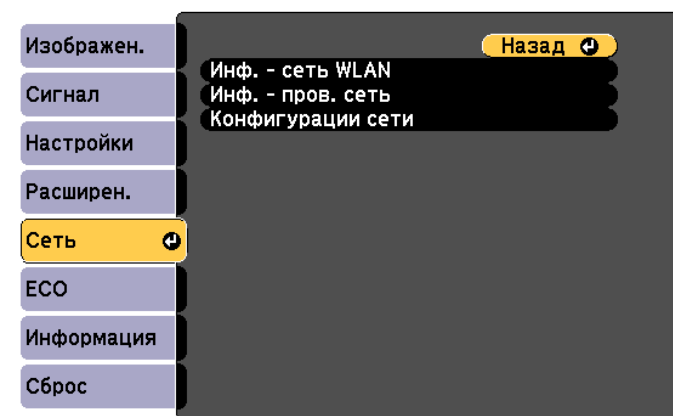 Изображен.
Сигнал
Настройки
Расширен.
Сеть
ECO
Информация
Сброс
Назад
Инф. - сеть WLAN
Инф. - пров. сеть
Конфигурации сети